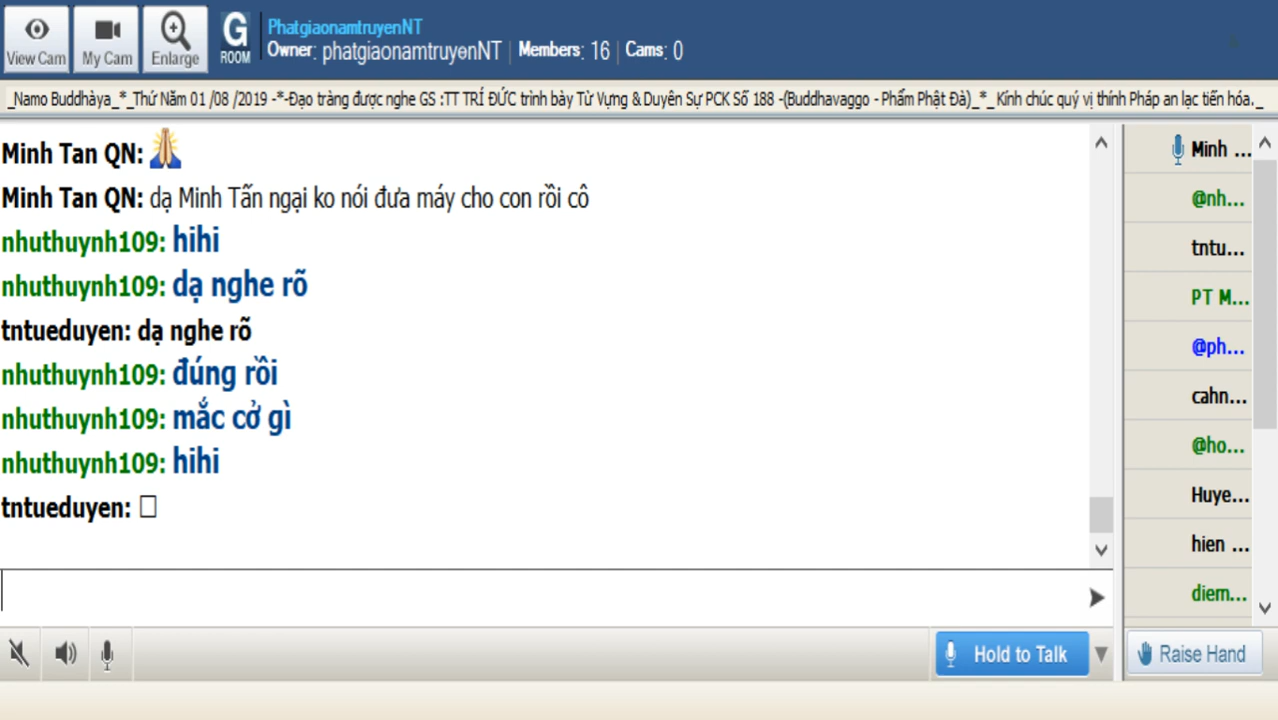 View Cam
My Cam
Enlarge
G
ROOM
PhatgiaonamtruyenNT
Owner: phatgiaonamtruyenNT | Members: 16 | Cams: 0
_Namo Buddhàya_*_Thứ Năm 01 /08 /2019 -*-Đạo tràng được nghe GS :TT TRÍ ĐỨC trình bày Từ Vựng & Duyên Sự PCK Số 188 -(Buddhavaggo - Phẩm Phật Đà)_*_ Kính chúc quý vị thính Pháp an lạc tiến hóa._
Minh Tan QN:
Minh Tan QN: dạ Minh Tấn ngại ko nói đưa máy cho con rồi cô
nhuthuynh109: hihi
nhuthuynh109: dạ nghe rõ
tntueduyen: dạ nghe rõ
nhuthuynh109: đúng rồi
nhuthuynh109: mắc cở gì
nhuthuynh109: hihi
tntueduyen:
Minh ...
@nh...
tntu...
PT M...
@ph...
cahn...
@ho...
Huye...
hien ...
diem...
Hold to Talk
Raise Hand